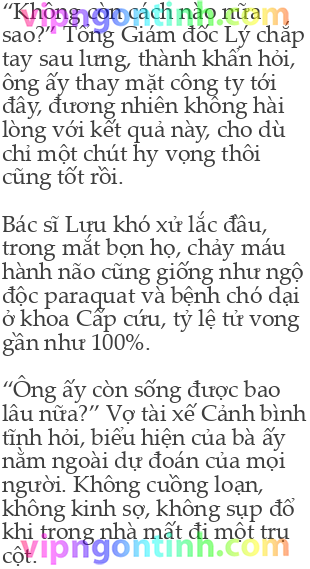 “Không còn cách nào nữa
sao?” Tổng Giám đốc Lý chắp
tay sau lưng, thành khẩn hỏi,
ông ấy thay mặt công ty tới
đây, đương nhiên không hài
lòng với kết quả này, cho dù
chỉ một chút hy vọng thôi
cũng tốt rồi.
Bác sĩ Lưu khó xử lắc đầu,
trong mắt bọn họ, chảy máu
hành não cũng giống như ngộ
độc paraquat và bệnh chó dại
ở khoa Cấp cứu, tỷ lệ tử vong
gần như 100%.
“Ông ấy còn sống được bao
lâu nữa?” Vợ tài xế Cảnh bình
tĩnh hỏi, biểu hiện của bà ấy
nằm ngoài dự đoán của mọi
người. Không cuồng loạn,
không kinh sợ, không sụp đổ
khi trong nhà mất đi một trụ
cột.
vipngontinh.com
vipngontinh.com